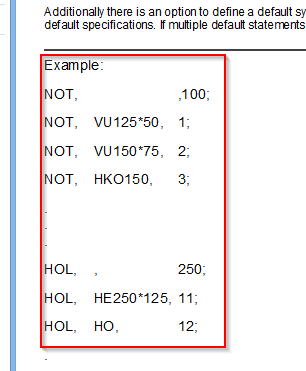 Additionally there is an option to define a default sy
default specifications. If multiple default statements
Example:
NOT, ,100;
NOT, VU125*50, 1;
NOT, VU150*75, 2;
NOT, HKO150, 3;
.
.
.
HOL, , 250;
HOL, HE250*125, 11;
HOL, HO, 12;
.